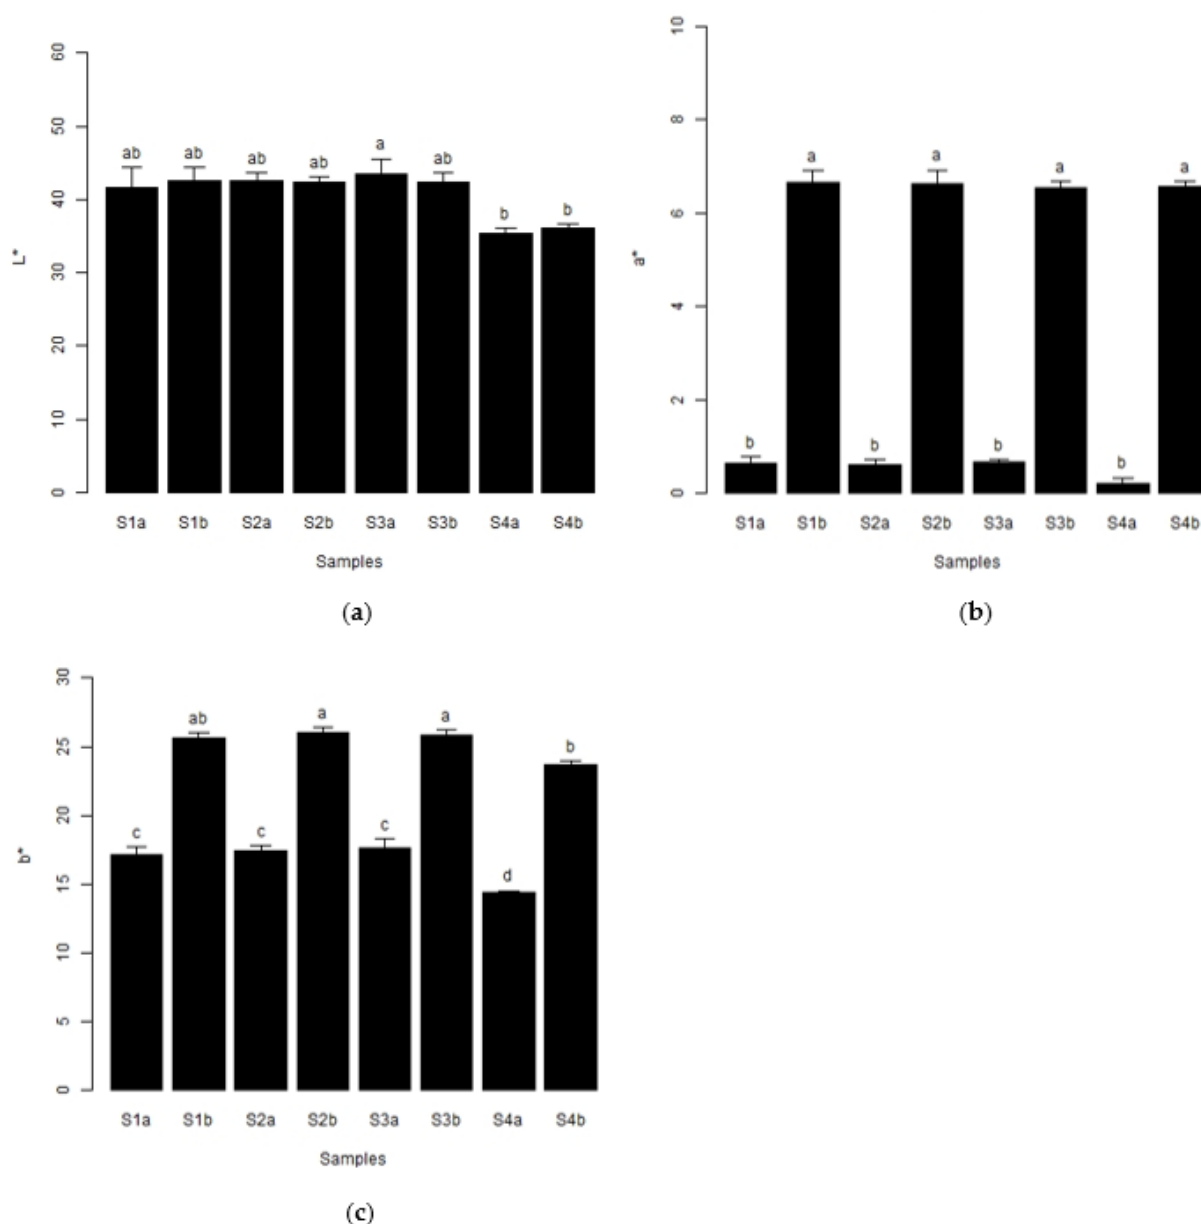 60
50
40
30
20
10
0
L*
ab ab ab ab a ab b b
S1a S1b S2a S2b S3a S3b S4a S4b
Samples
(a)
10
8
6
4
2
0
a*
b a b a b a b a
S1a S1b S2a S2b S3a S3b S4a S4b
Samples
(b)
30
25
20
15
10
5
0
b*
c ab c a c a d b
S1a S1b S2a S2b S3a S3b S4a S4b
Samples
(c)